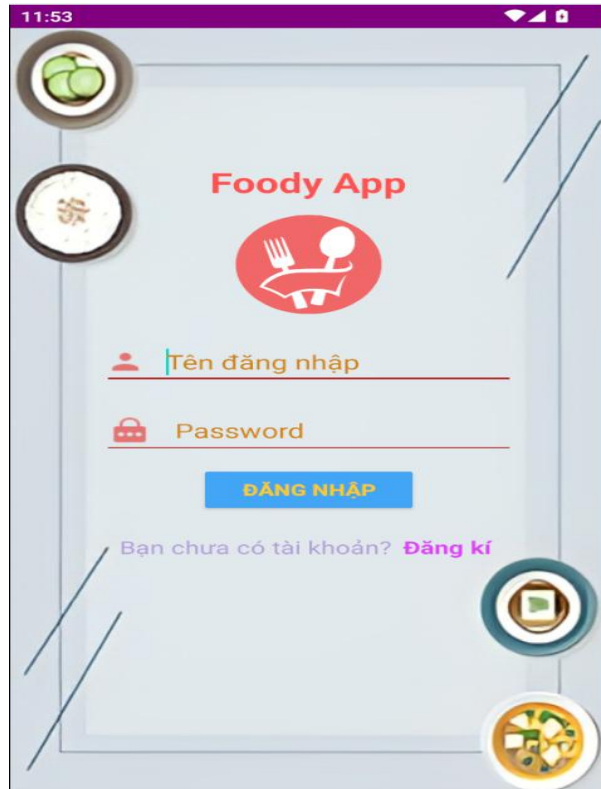 11:53
Foody App
Tên đăng nhập
Password
ĐĂNG NHẬP
Bạn chưa có tài khoản? Đăng kí